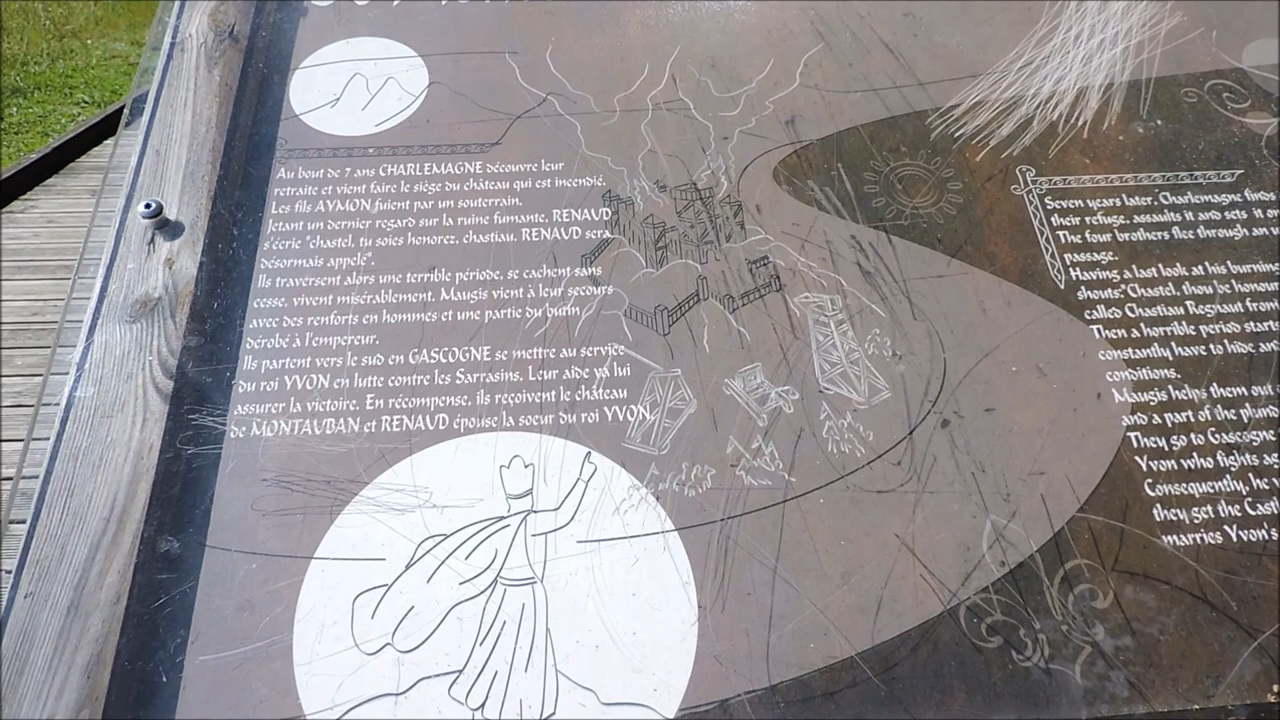 Au bout de 7 ans CHARLEMAGNE découvre leur
retraite et vient faire le siège du château qui est incendié.
Les fils AYMON fuient par un souterrain.
Jetant un dernier regard sur la ruine fumante, RENAUD
s'écrie "chastel, tu soies honorez, chastiau, RENAUD sera
désormais appelé".
Ils traversent alors une terrible période, se cachent sans
cesse, vivent misérablement. Maugis vient à leur secours
avec des renforts en hommes et une partie du butin
dérobé à l'empereur.
Ils partent vers le sud en GASCOGNE se mettre au service
du roi YVON en lutte contre les Sarrasins. Leur aide va lui
assurer la victoire. En récompense, ils reçoivent le château
de MONTAUBAN et RENAUD épouse la soeur du roi YVON.
Seven years later, Charlemagne finds
their refuge, assaults it and sets it
The four brothers flee through an
passage.
Having a last look at his burning
shouts:" Chastel, thou be honour
called Chastiau Regnaut from
Then a horrible period starts
constantly have to hide an
conditions.
Maugis helps them out
and a part of the plund
They go to Gascogne
Yvon who fights ag
Consequently, he
they get the Cast
marries Yvon's